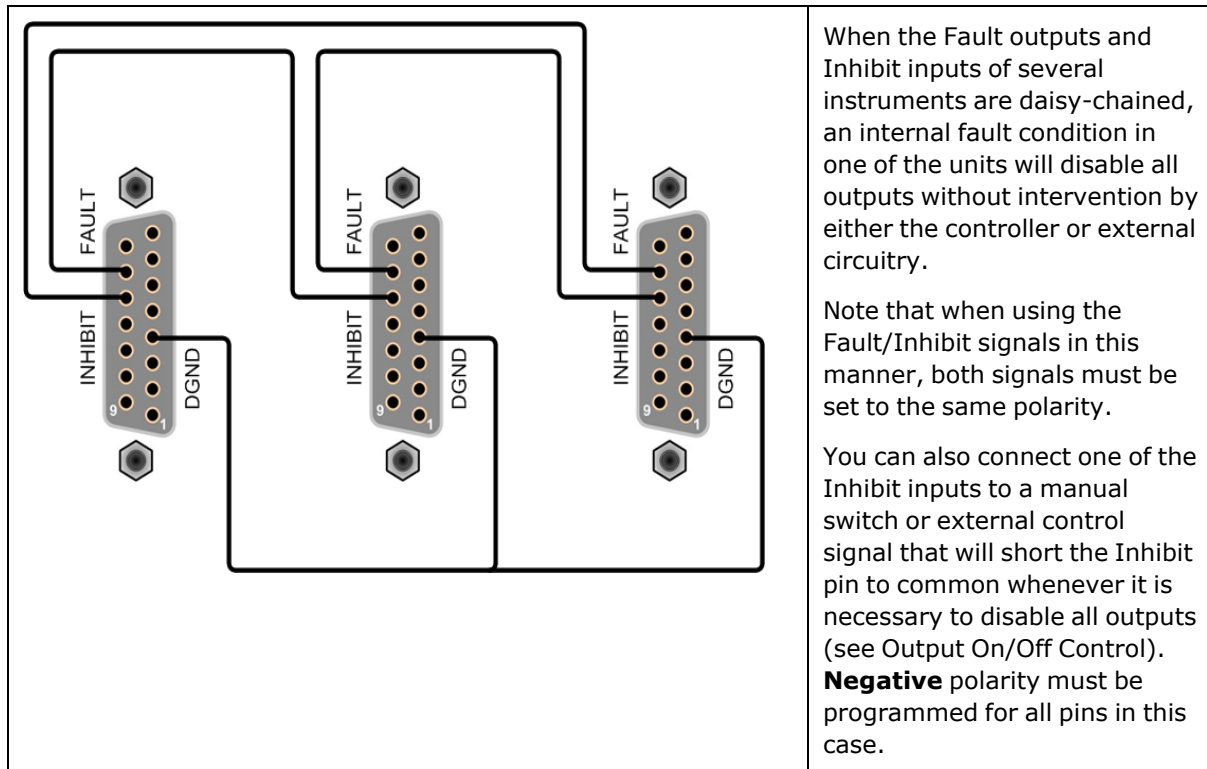 FAULT
INHIBIT
DGND
9
1
FAULT
INHIBIT
DGND
9
1
FAULT
INHIBIT
DGND
9
1
When the Fault outputs and
Inhibit inputs of several
instruments are daisy-chained,
an internal fault condition in
one of the units will disable all
outputs without intervention by
either the controller or external
circuitry.
Note that when using the
Fault/Inhibit signals in this
manner, both signals must be
set to the same polarity.
You can also connect one of the
Inhibit inputs to a manual
switch or external control
signal that will short the Inhibit
pin to common whenever it is
necessary to disable all outputs
(see Output On/Off Control).
Negative polarity must be
programmed for all pins in this
case.